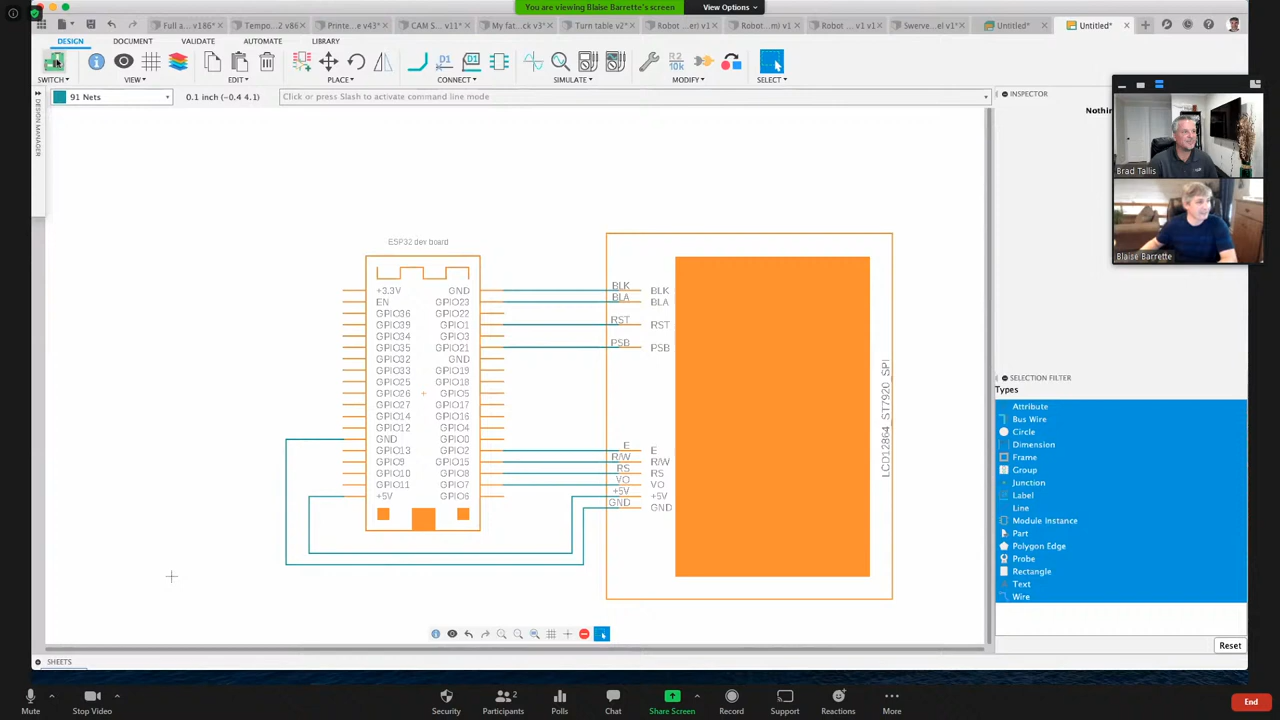 You are viewing Blaise Barrette's screen
View Options
Full a... v186*
Tempo... v2 v86
Printe...e v43*
CAM S... v11*
My fat...ck v3*
Turn table v2*
Robot ...er) v1
Robot ...m) v1
Robot ... v1 v1
Swerve...el v1*
Untitled*
Untitled*
DESIGN
DOCUMENT
VALIDATE
AUTOMATE
LIBRARY
D1
D1
R2
10k
SWITCH
VIEW
EDIT
PLACE
CONNECT
SIMULATE
MODIFY
SELECT
91 Nets
0.1 inch (-0.4 4.1)
Click or press Slash to activate command line mode
DESIGN MANAGER
INSPECTOR
Nothin
Brad Tallis
Blaise Barrette
ESP32 dev board
+3.3V
EN
GPIO36
GPIO39
GPIO34
GPIO35
GPIO32
GPIO33
GPIO25
GPIO26
GPIO27
GPIO14
GPIO12
GND
GPIO13
GPIO9
GPIO10
GPIO11
+5V
GND
GPIO23
GPIO22
GPIO1
GPIO3
GPIO21
GND
GPIO19
GPIO18
GPIO5
GPIO17
GPIO16
GPIO4
GPIO0
GPIO2
GPIO15
GPIO8
GPIO7
GPIO6
BLK
BLA
RST
PSB
E
R/W
RS
VO
+5V
GND
BLK
BLA
RST
PSB
E
R/W
RS
VO
+5V
GND
LCD12864 ST7920 SPI
SELECTION FILTER
Types
Attribute
Bus Wire
Circle
Dimension
Frame
Group
Junction
Label
Line
Module Instance
Part
Polygon Edge
Probe
Rectangle
Text
Wire
Reset
SHEETS
Mute
Stop Video
Security
2
Participants
Polls
Chat
Share Screen
Record
Support
Reactions
More
End